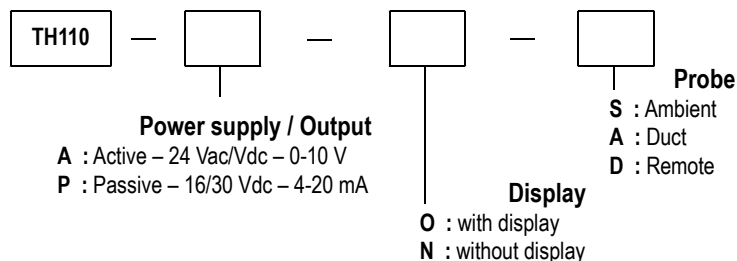 TH110 — — —
Probe
S : Ambient
A : Duct
D : Remote
Power supply / Output
A : Active – 24 Vac/Vdc – 0-10 V
P : Passive – 16/30 Vdc – 4-20 mA
Display
O : with display
N : without display